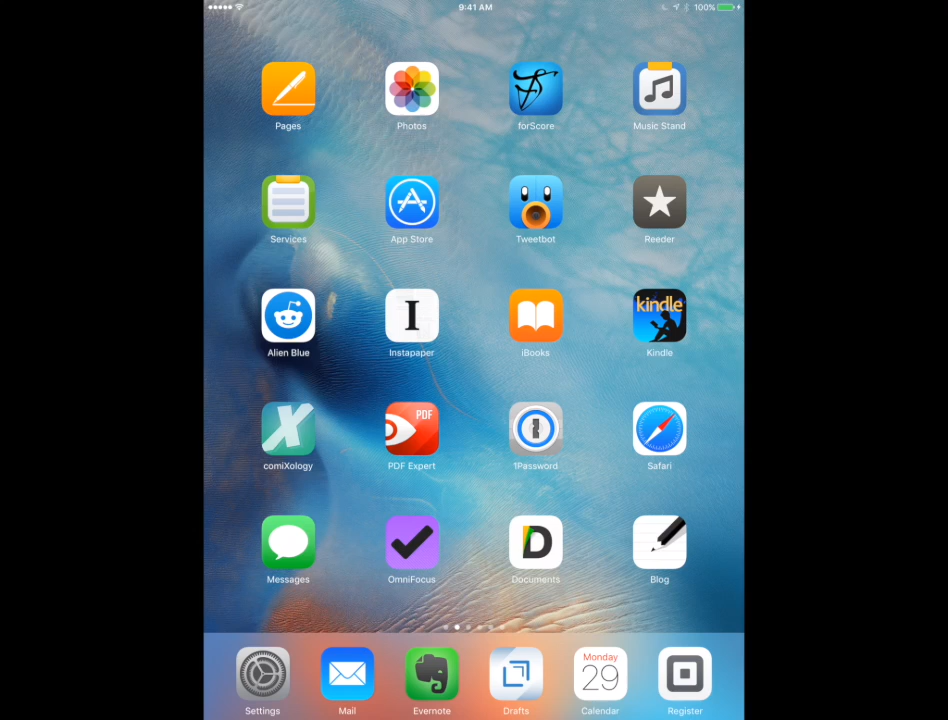 9:41 AM 100%
Pages Photos forScore Music Stand
Services App Store Tweetbot Reeder
I kindle
Alien Blue Instapaper iBooks Kindle
X PDF
comiXology PDF Expert 1Password Safari
D
Messages OmniFocus Documents Blog
Monday
29
Settings Mail Evernote Drafts Calendar Register